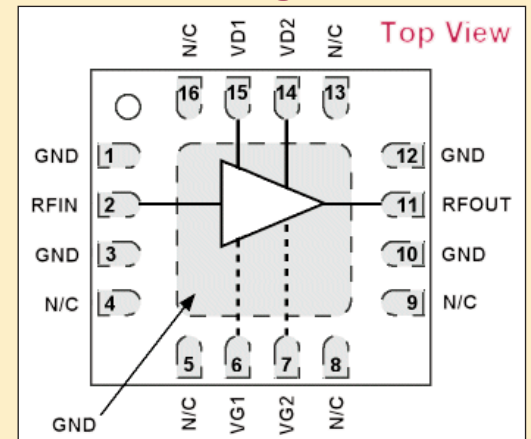 Top View
N/C VD1 VD2 N/C
16 15 14 13
GND 1 12 GND
RFIN 2 11 RFOUT
GND 3 10 GND
N/C 4 9 N/C
5 6 7 8
N/C VG1 VG2 N/C
GND